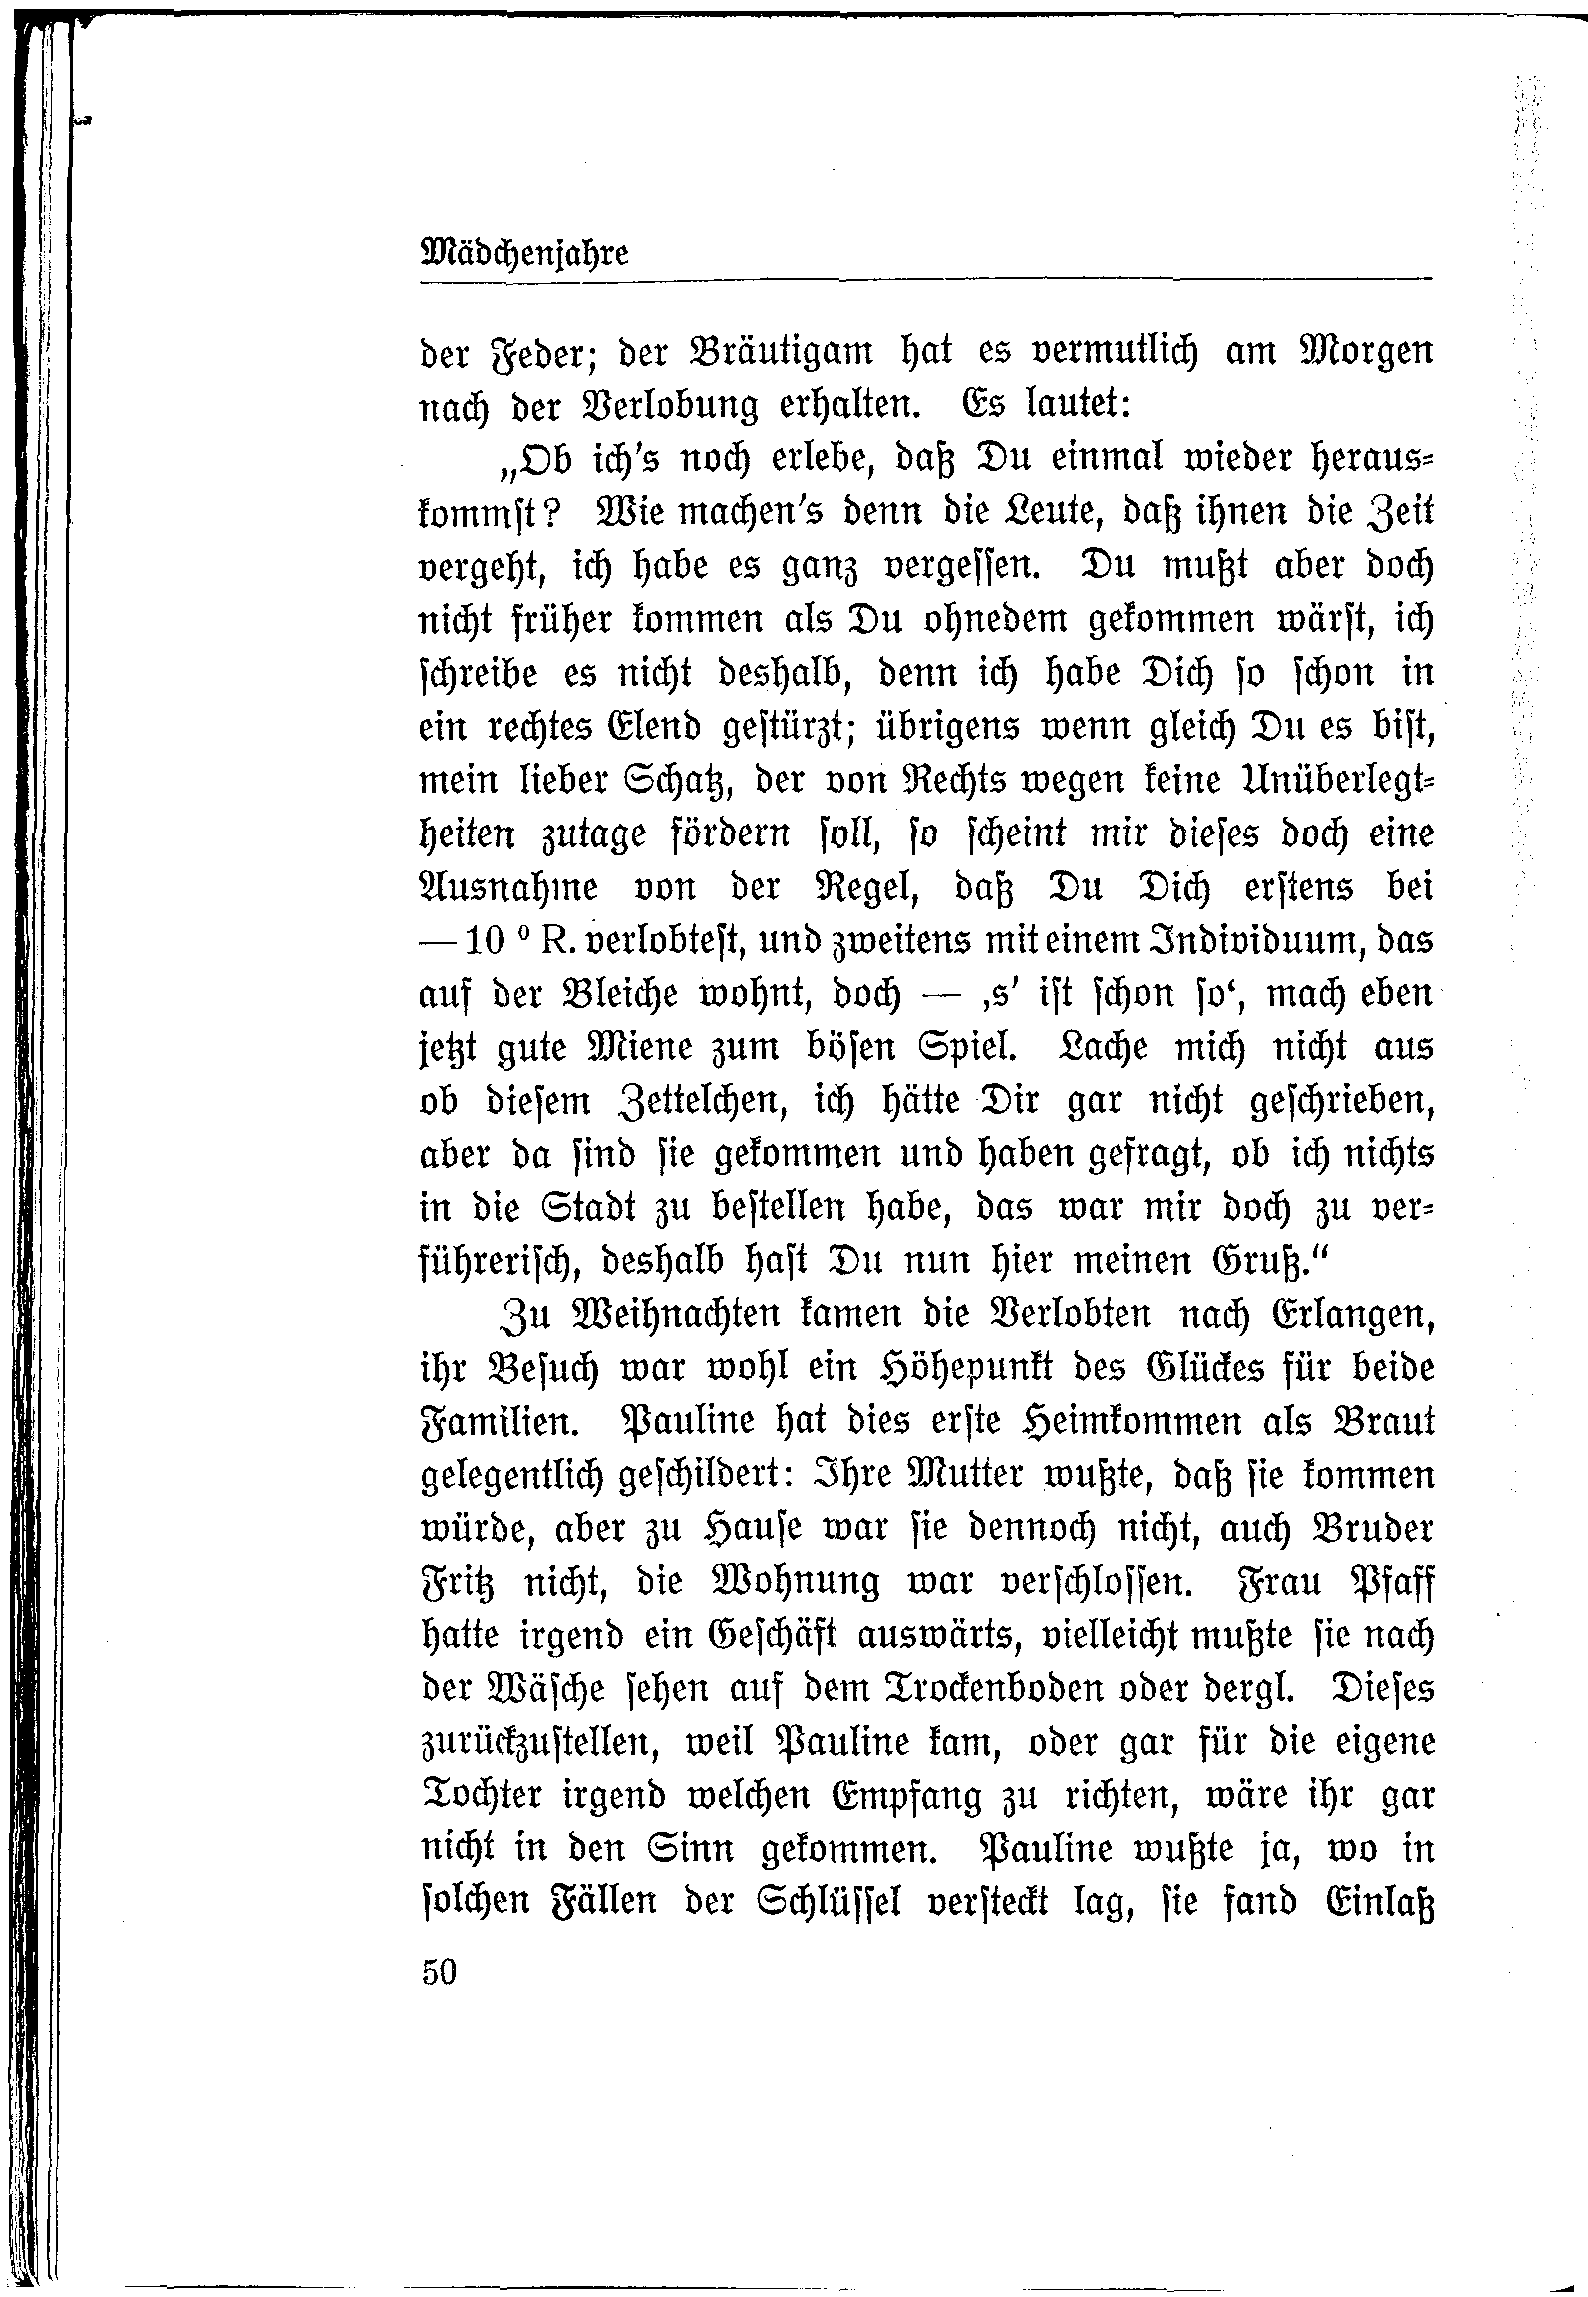 Mädchenjahre
der Feder; der Bräutigam hat es vermutlich am Morgen
nach der Verlobung erhalten. Es lautet:
„Ob ich's noch erlebe, daß Du einmal wieder heraus-
kommst? Wie machen's denn die Leute, daß ihnen die Zeit
vergeht, ich habe es ganz vergessen. Du mußt aber doch
nicht früher kommen als Du ohnedem gekommen wärst, ich
schreibe es nicht deshalb, denn ich habe Dich so schon in
ein rechtes Elend gestürzt; übrigens wenn gleich Du es bist,
mein lieber Schatz, der von Rechts wegen keine Unüberlegt-
heiten zutage fördern soll, so scheint mir dieses doch eine
Ausnahme von der Regel, daß Du Dich erstens bei
— 10 ⁰ R. verlobtest, und zweitens mit einem Individuum, das
auf der Bleiche wohnt, doch — ‚s' ist schon so‘, mach eben
jetzt gute Miene zum bösen Spiel. Lache mich nicht aus
ob diesem Zettelchen, ich hätte Dir gar nicht geschrieben,
aber da sind sie gekommen und haben gefragt, ob ich nichts
in die Stadt zu bestellen habe, das war mir doch zu ver-
führerisch, deshalb hast Du nun hier meinen Gruß.“
Zu Weihnachten kamen die Verlobten nach Erlangen,
ihr Besuch war wohl ein Höhepunkt des Glückes für beide
Familien. Pauline hat dies erste Heimkommen als Braut
gelegentlich geschildert: Ihre Mutter wußte, daß sie kommen
würde, aber zu Hause war sie dennoch nicht, auch Bruder
Fritz nicht, die Wohnung war verschlossen. Frau Pfaff
hatte irgend ein Geschäft auswärts, vielleicht mußte sie nach
der Wäsche sehen auf dem Trockenboden oder dergl. Dieses
zurückzustellen, weil Pauline kam, oder gar für die eigene
Tochter irgend welchen Empfang zu richten, wäre ihr gar
nicht in den Sinn gekommen. Pauline wußte ja, wo in
solchen Fällen der Schlüssel versteckt lag, sie fand Einlaß
50